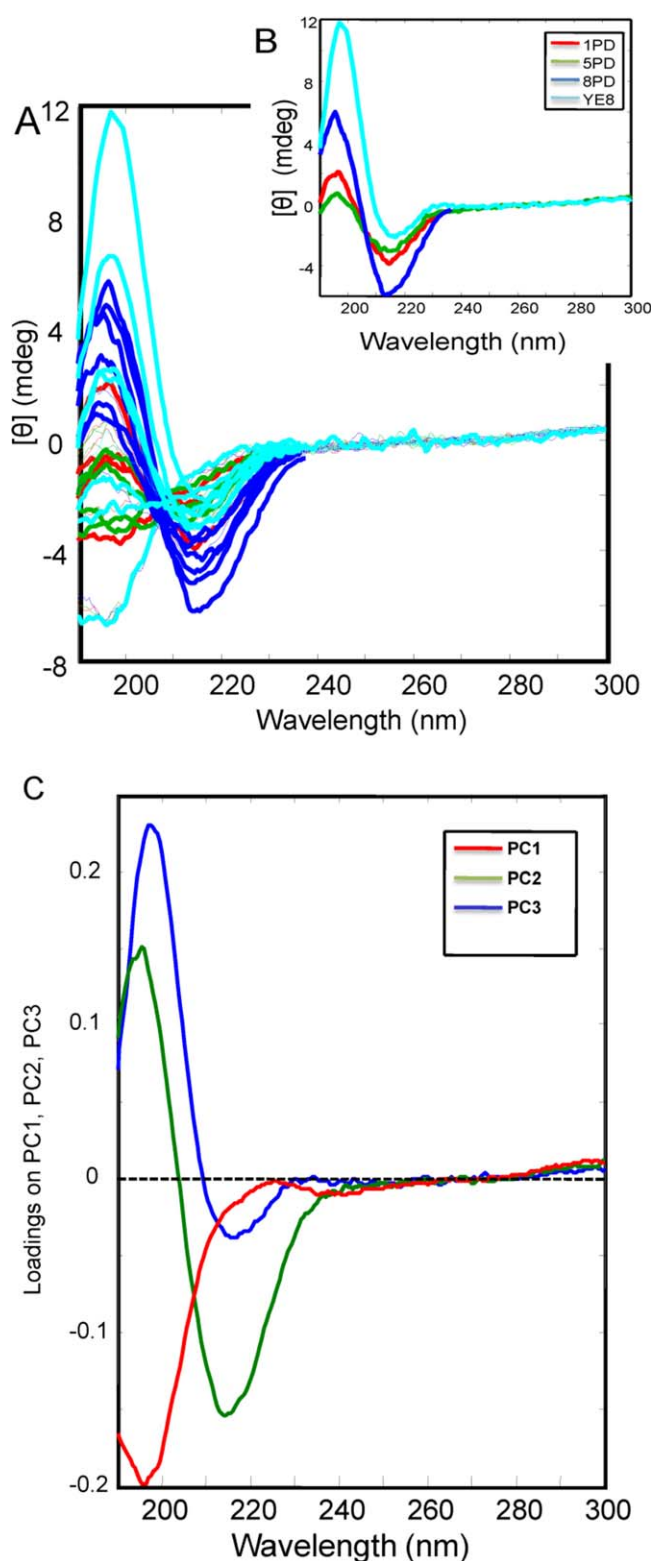 A
[θ] (mdeg)
12
8
4
0
-4
-8
200 220 240 260 280 300
Wavelength (nm)
B
[θ] (mdeg)
12
8
4
0
-4
1PD
5PD
8PD
YE8
200 220 240 260 280 300
Wavelength (nm)
C
Loadings on PC1, PC2, PC3
0.2
0.1
0
-0.1
-0.2
PC1
PC2
PC3
200 220 240 260 280 300
Wavelength (nm)